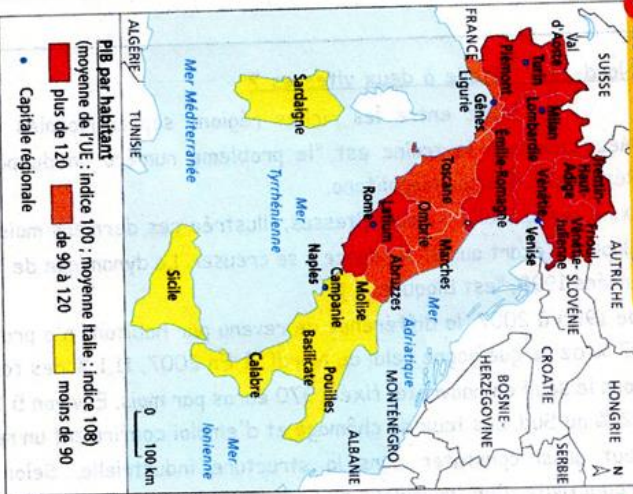 SUISSE
AUTRICHE
HONGRIE
N
Val
d'Aosta
Trentin-
Haut
Adige
Frioul
Vénétie
Julienne
SLOVÉNIE
CROATIE
SERBIE
Milan
Lombardie
Vénétie
Venise
Turin
Piémont
BOSNIE-
HERZÉGOVINE
FRANCE
Ligurie
Gênes
Émilie-Romagne
MONTÉNÉGRO
Toscane
Marches
Ombrie
Mer
Adriatique
ALBANIE
Latium
Rome
Abruzzes
Molise
Campanie
Naples
Pouilles
Basilicate
Calabre
Sardaigne
Mer
Tyrrhénienne
Mer
Ionienne
Mer Méditerranée
Sicile
ALGÉRIE
TUNISIE
0 100 km
PIB par habitant
(moyenne de l'UE : indice 100 ; moyenne Italie : indice 108)
plus de 120
de 90 à 120
moins de 90
Capitale régionale
à deux